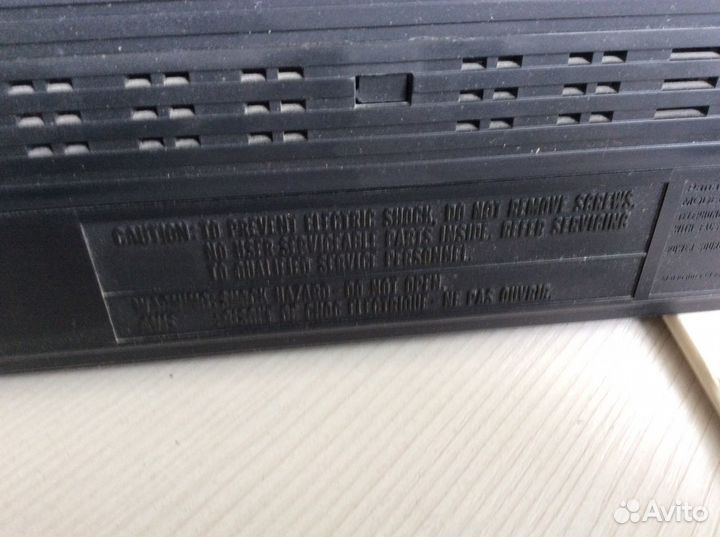 CAUTION: TO PREVENT ELECTRIC SHOCK, DO NOT REMOVE SCREWS.
NO USER-SERVICEABLE PARTS INSIDE. REFER SERVICING
TO QUALIFIED SERVICE PERSONNEL.
WARNING: SHOCK HAZARD. DO NOT OPEN.
AVIS: RISQUE DE CHOC ELECTRIQUE. NE PAS OUVRIR.
Avito